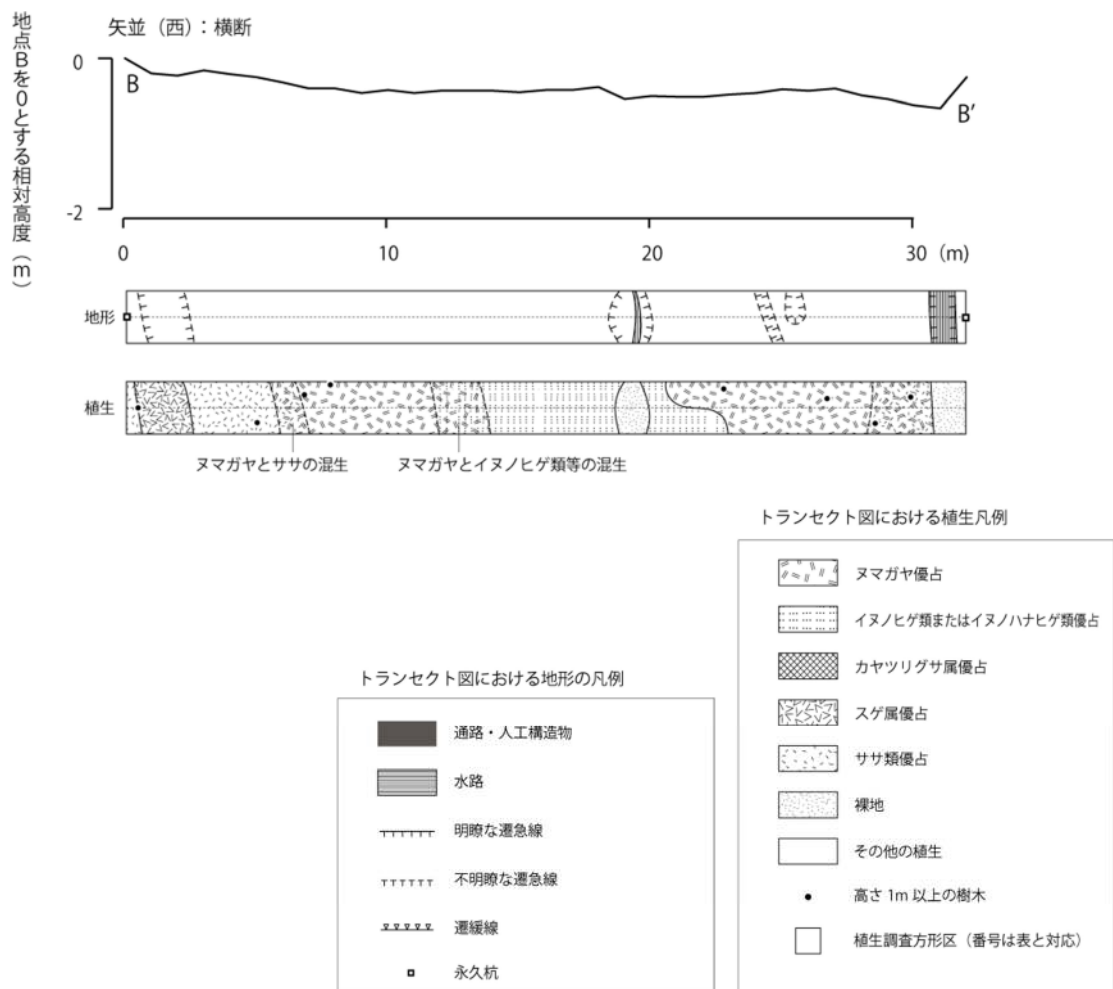 矢並（西）：横断
地点Bを0とする相対高度（m）
0
B
B′
-2
0
10
20
30
(m)
地形
植生
ヌマガヤとササの混生
ヌマガヤとイヌノヒゲ類等の混生
トランセクト図における植生凡例
ヌマガヤ優占
イヌノヒゲ類またはイヌノハナヒゲ類優占
カヤツリグサ属優占
スゲ属優占
ササ類優占
裸地
その他の植生
高さ 1m 以上の樹木
植生調査方形区（番号は表と対応）
トランセクト図における地形の凡例
通路・人工構造物
水路
明瞭な遷急線
不明瞭な遷急線
遷緩線
永久杭